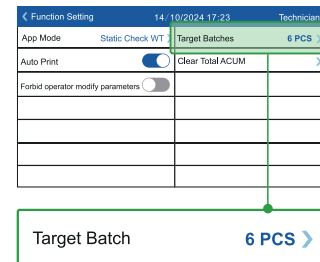 Function Setting 14/10/2024 17:23 Technician
App Mode Static Check WT Target Batches 6 PCS
Auto Print Clear Total ACUM
Forbid operator modify parameters
Target Batch 6 PCS